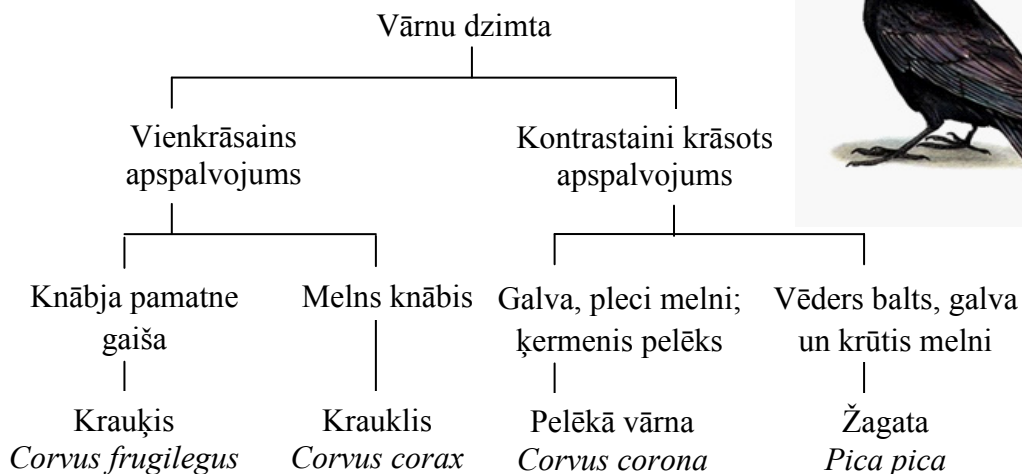 Vārnu dzimta
Vienkrāsains
apspalvojums
Kontrastaini krāsots
apspalvojums
Knābja pamatne
gaiša
Melns knābis
Galva, pleci melni;
ķermenis pelēks
Vēders balts, galva
un krūtis melni
Krauķis
Corvus frugilegus
Krauklis
Corvus corax
Pelēkā vārna
Corvus corona
Žagata
Pica pica